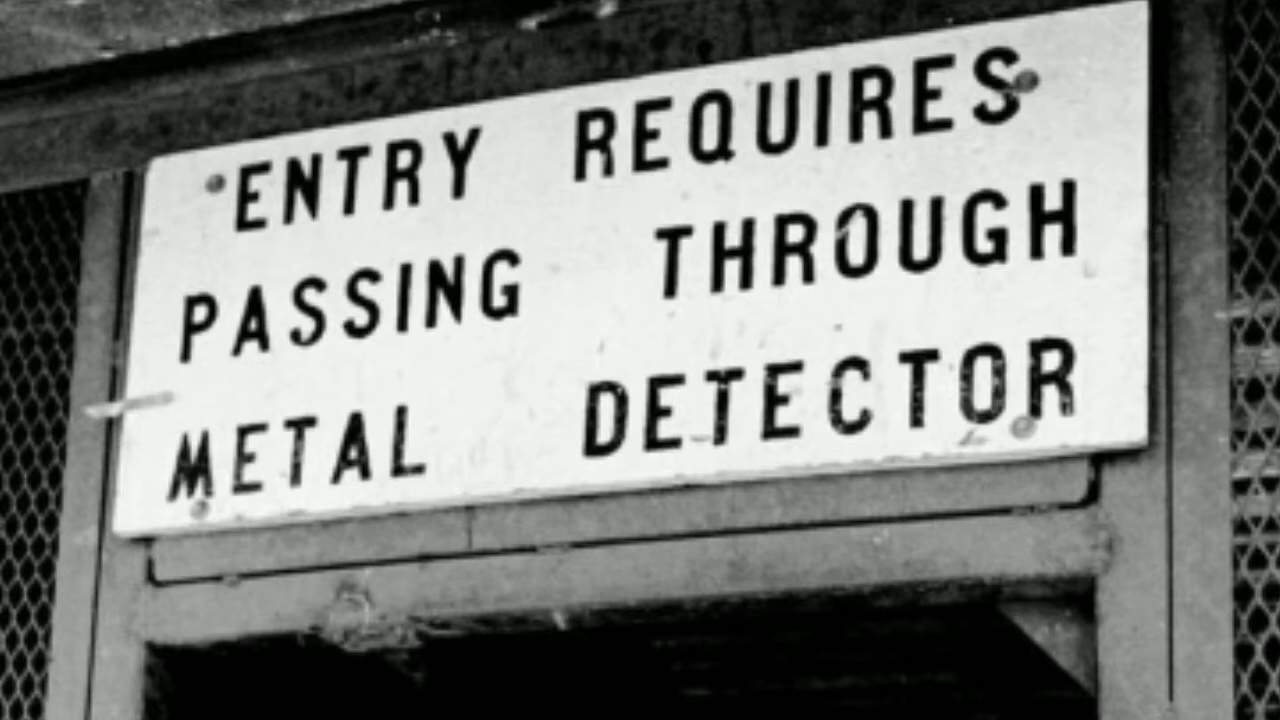 ENTRY REQUIRES
PASSING THROUGH
METAL DETECTOR